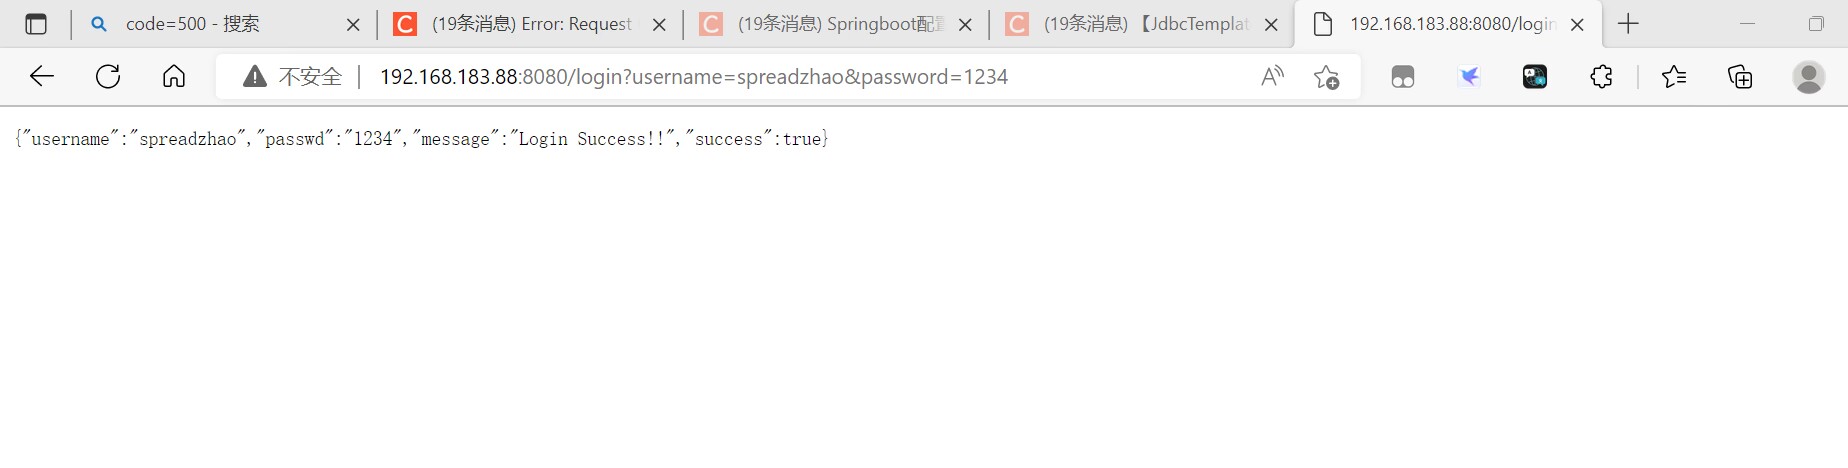 code=500 - 搜索
(19条消息) Error: Request
(19条消息) Springboot配置
(19条消息) 【JdbcTemplat
192.168.183.88:8080/login
不安全
192.168.183.88:8080/login?username=spreadzhao&password=1234
{"username":"spreadzhao","passwd":"1234","message":"Login Success!!","success":true}